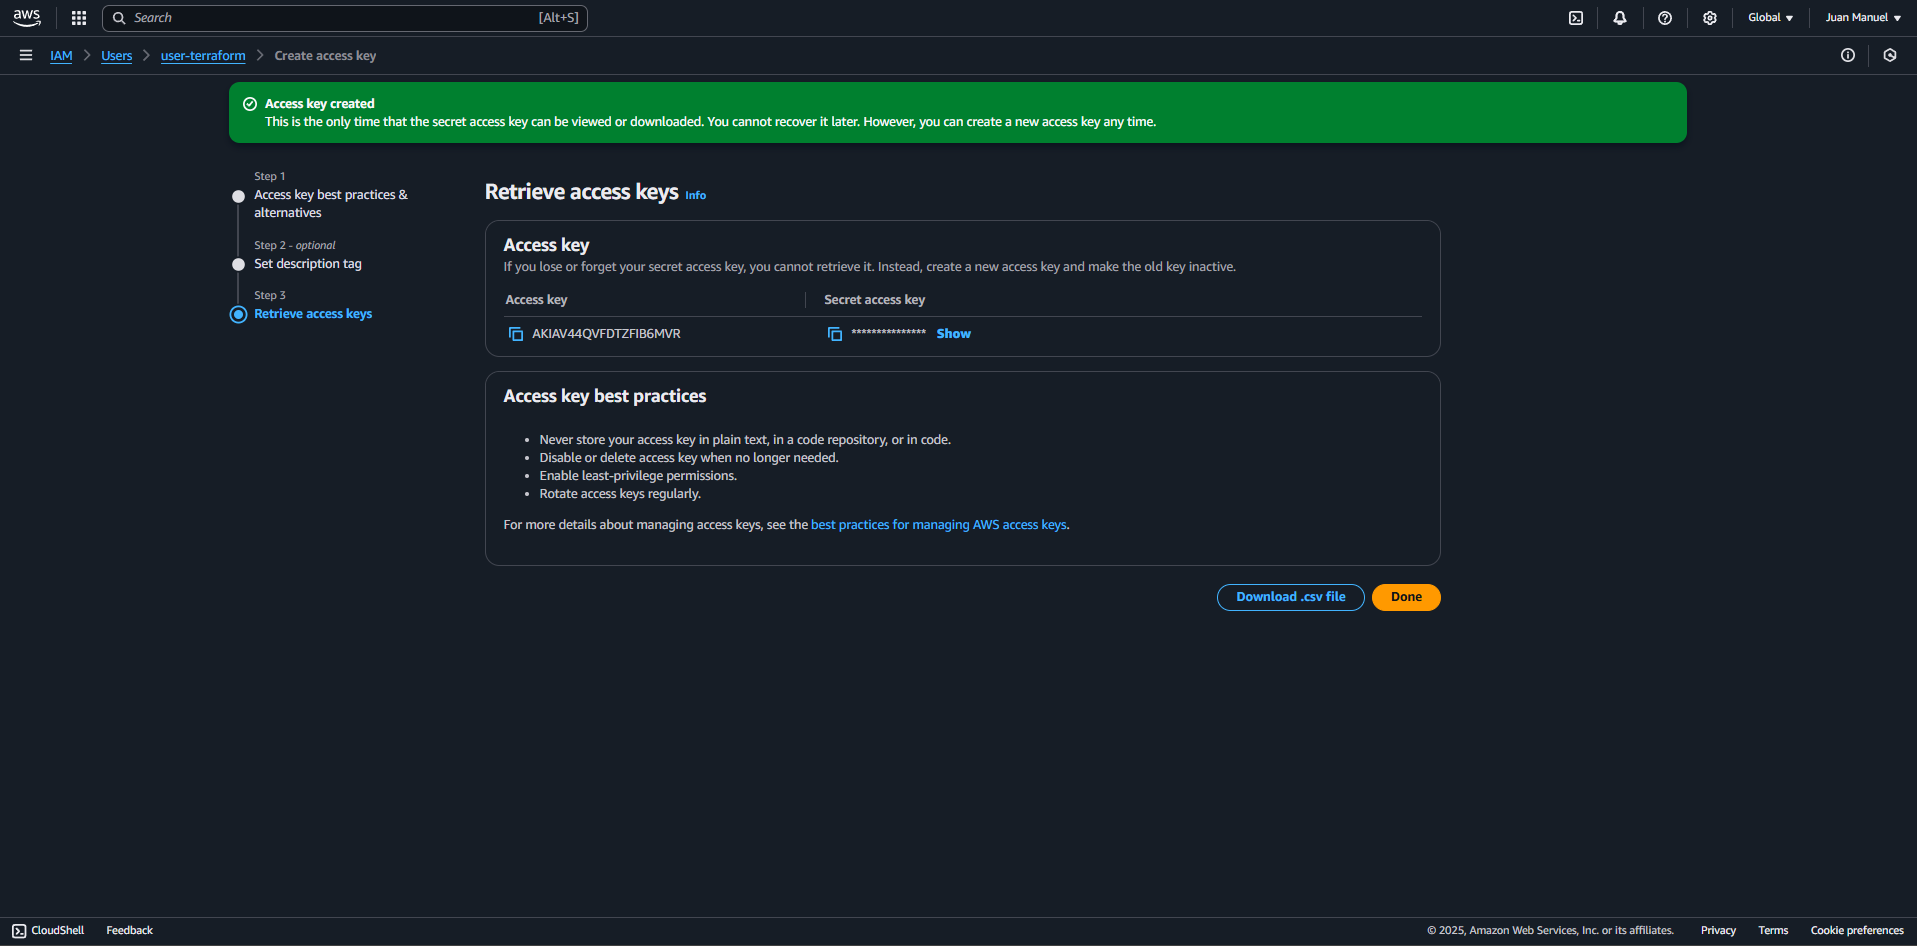 aws
Search
[Alt+S]
Global
Juan Manuel
IAM
Users
user-terraform
Create access key
Access key created
This is the only time that the secret access key can be viewed or downloaded. You cannot recover it later. However, you can create a new access key any time.
Step 1
Access key best practices &
alternatives
Step 2 - optional
Set description tag
Step 3
Retrieve access keys
Retrieve access keys Info
Access key
If you lose or forget your secret access key, you cannot retrieve it. Instead, create a new access key and make the old key inactive.
Access key
Secret access key
AKIAV44QVFDTZFIB6MVR
*************** Show
Access key best practices
• Never store your access key in plain text, in a code repository, or in code.
• Disable or delete access key when no longer needed.
• Enable least-privilege permissions.
• Rotate access keys regularly.
For more details about managing access keys, see the best practices for managing AWS access keys.
Download .csv file
Done
CloudShell
Feedback
© 2025, Amazon Web Services, Inc. or its affiliates.
Privacy
Terms
Cookie preferences